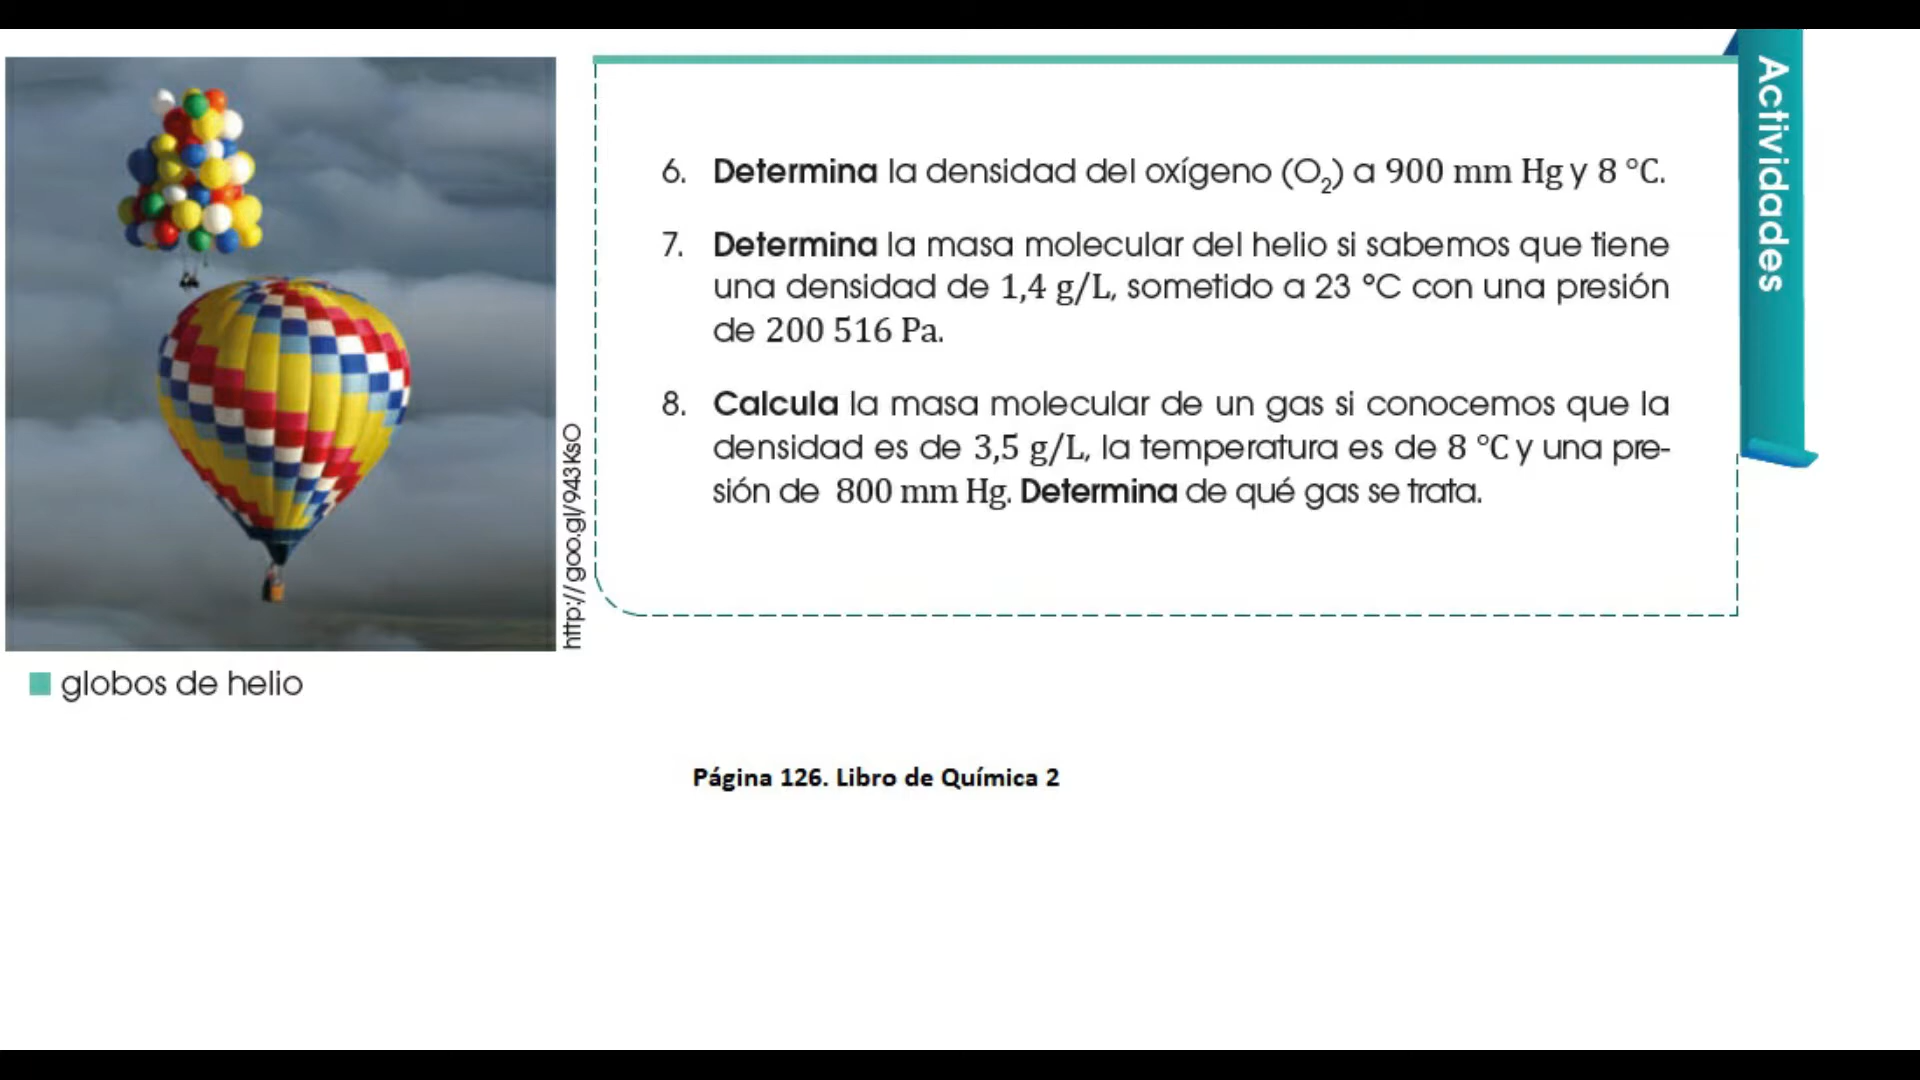 Actividades
6. Determina la densidad del oxígeno (O₂) a 900 mm Hg y 8 °C.
7. Determina la masa molecular del helio si sabemos que tiene
una densidad de 1,4 g/L, sometido a 23 °C con una presión
de 200 516 Pa.
8. Calcula la masa molecular de un gas si conocemos que la
densidad es de 3,5 g/L, la temperatura es de 8 °C y una pre-
sión de 800 mm Hg. Determina de qué gas se trata.
http://goo.gl/943KsO
globos de helio
Página 126. Libro de Química 2